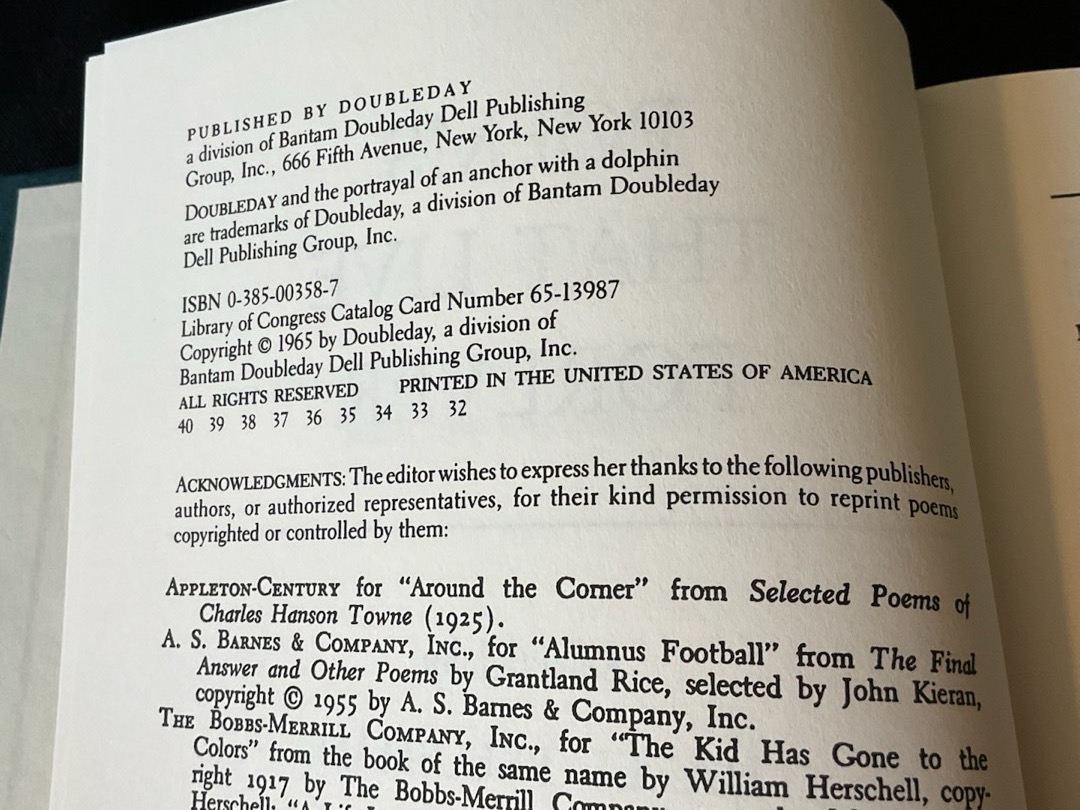 PUBLISHED BY DOUBLEDAY
a division of Bantam Doubleday Dell Publishing
Group, Inc., 666 Fifth Avenue, New York, New York 10103
DOUBLEDAY and the portrayal of an anchor with a dolphin
are trademarks of Doubleday, a division of Bantam Doubleday
Dell Publishing Group, Inc.
ISBN 0-385-00358-7
Library of Congress Catalog Card Number 65-13987
Copyright © 1965 by Doubleday, a division of
Bantam Doubleday Dell Publishing Group, Inc.
ALL RIGHTS RESERVED PRINTED IN THE UNITED STATES OF AMERICA
40 39 38 37 36 35 34 33 32
ACKNOWLEDGMENTS: The editor wishes to express her thanks to the following publishers,
authors, or authorized representatives, for their kind permission to reprint poems
copyrighted or controlled by them:
APPLETON-CENTURY for “Around the Corner” from Selected Poems of
Charles Hanson Towne (1925).
A. S. BARNES & COMPANY, INC., for “Alumnus Football” from The Final
Answer and Other Poems by Grantland Rice, selected by John Kieran,
copyright © 1955 by A. S. Barnes & Company, Inc.
THE BOBBS-MERRILL COMPANY, INC., for “The Kid Has Gone to the
Colors” from the book of the same name by William Herschell, copy-
right 1917 by The Bobbs-Merrill Company
Herschell, “A Life